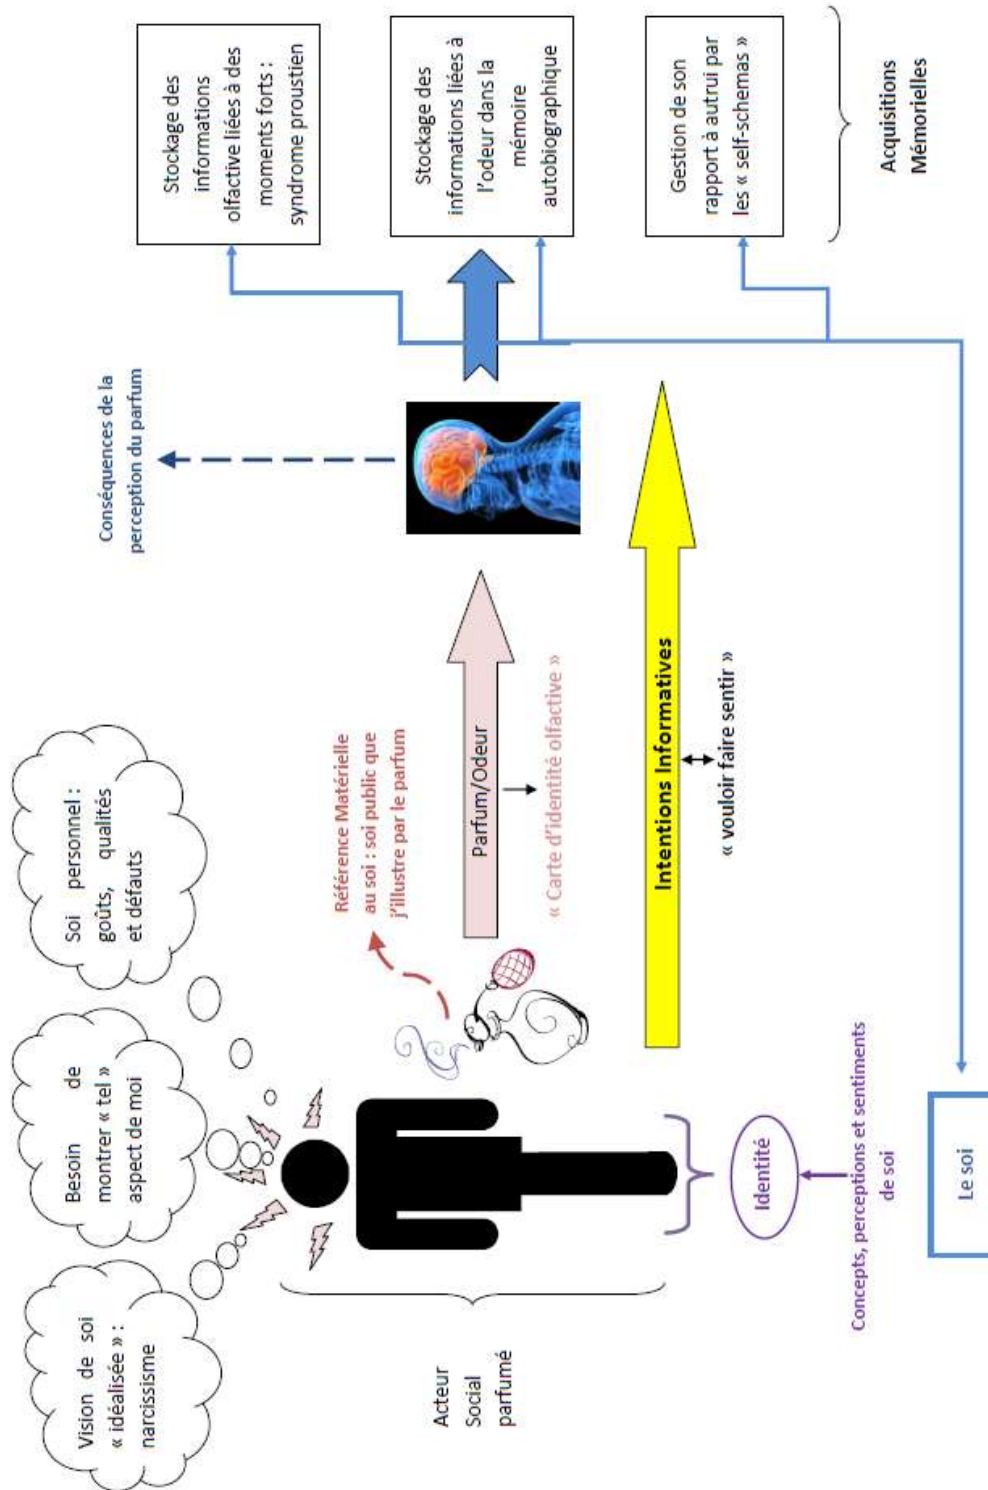 Vision de soi
« idéalisée » :
narcissisme
Besoin de
montrer « tel »
aspect de moi
Soi personnel :
goûts, qualités
et défauts
Conséquences de la
perception du parfum
Stockage des
informations
olfactive liées à des
moments forts :
syndrome proustien
Stockage des
informations liées à
l'odeur dans la
mémoire
autobiographique
Gestion de son
rapport à autrui par
les « self-schemas »
Acquisitions
Mémorielles
Référence Matérielle
au soi : soi public que
j'illustre par le parfum
Parfum/Odeur
« Carte d'identité olfactive »
Intentions Informatives
« vouloir faire sentir »
Acteur
Social
parfumé
Identité
Concepts, perceptions et sentiments
de soi
Le soi